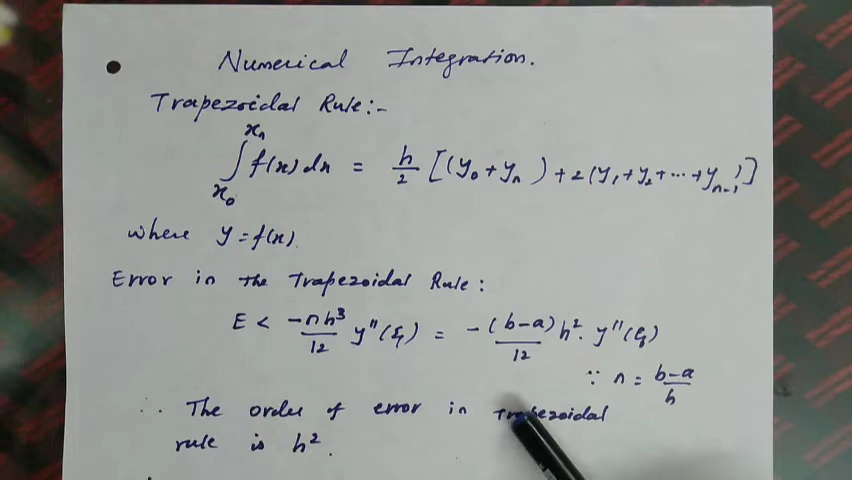 Numerical Integration.
Trapezoidal Rule:-
∫_{x₀}^{xₙ} f(x) dx = h/2 [(y₀ + yₙ) + 2(y₁ + y₂ + ... + yₙ₋₁)]
where y = f(x).
Error in the Trapezoidal Rule:
E < -nh³/12 y''(ξ) = -(b-a)/12 h². y''(ξ)
∵ n = b-a/h
∴ The order of error in trapezoidal
rule is h².